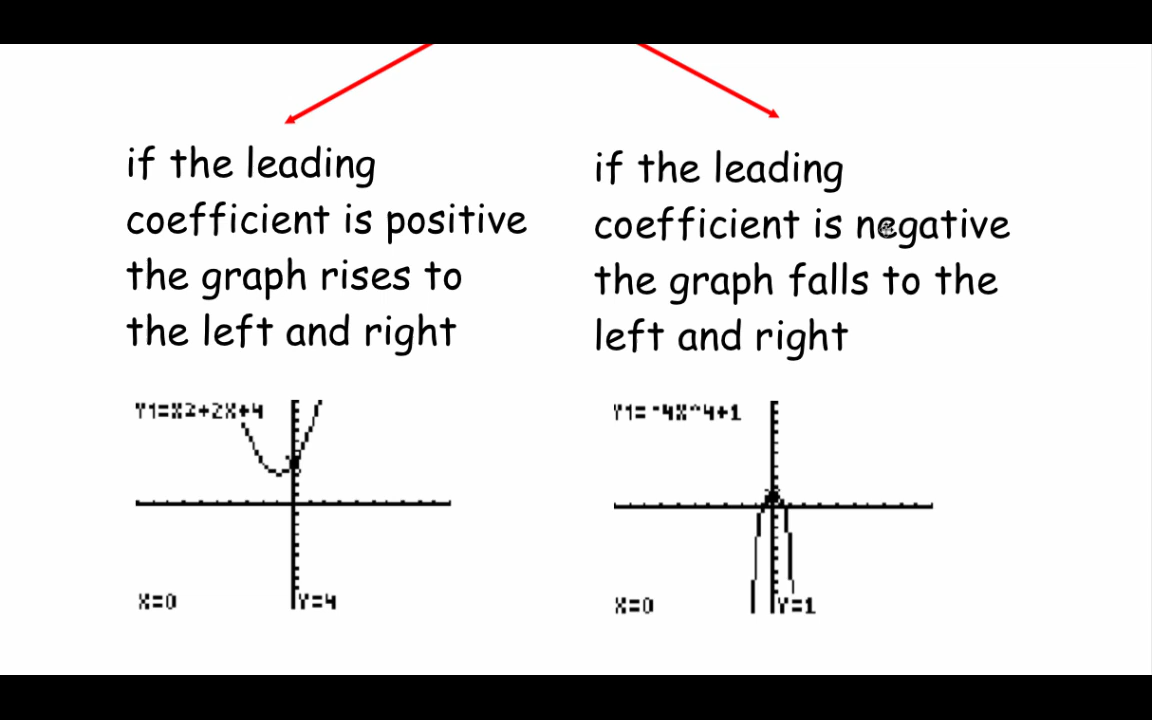 if the leading
coefficient is positive
the graph rises to
the left and right
if the leading
coefficient is negative
the graph falls to the
left and right
Y1=X²+2X+4
X=0 Y=4
Y1=-4X^4+1
X=0 Y=1